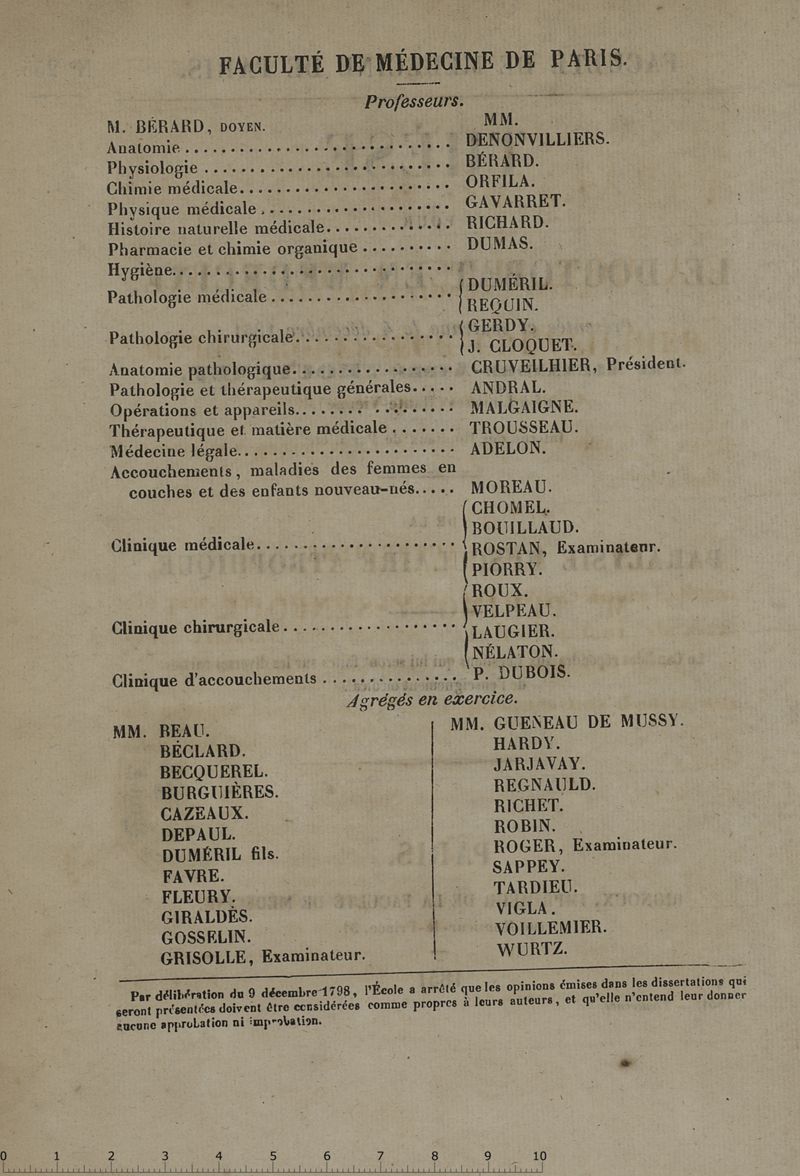 FACULTÉ DE MÉDECINE DE PARIS.
Professeurs.
M. BÉRARD, DOYEN. MM.
Anatomie........................ DENONVILLIERS.
Physiologie........................ BÉRARD.
Chimie médicale........................ ORFILA.
Physique médicale........................ GAVARRET.
Histoire naturelle médicale.............. RICHARD.
Pharmacie et chimie organique.......... DUMAS.
Hygiène..............................
Pathologie médicale.................... { DUMÉRIL.
REQUIN.
Pathologie chirurgicale.................. { GERDY.
J. CLOQUET.
Anatomie pathologique.................. CRUVEILHIER, Président.
Pathologie et thérapeutique générales..... ANDRAL.
Opérations et appareils................ MALGAIGNE.
Thérapeutique et matière médicale....... TROUSSEAU.
Médecine légale........................ ADELON.
Accouchements, maladies des femmes en
couches et des enfants nouveau-nés..... MOREAU.
CHOMEL.
BOUILLAUD.
Clinique médicale...................... { ROSTAN, Examinateur.
PIORRY.
ROUX.
VELPEAU.
Clinique chirurgicale................... { LAUGIER.
NÉLATON.
Clinique d'accouchements............... P. DUBOIS.
Agrégés en exercice.
MM. BEAU.
BÉCLARD.
BECQUEREL.
BURGUIÈRES.
CAZEAUX.
DEPAUL.
DUMÉRIL fils.
FAVRE.
FLEURY.
GIRALDÈS.
GOSSELIN.
GRISOLLE, Examinateur.
MM. GUENEAU DE MUSSY.
HARDY.
JARJAVAY.
REGNAULD.
RICHET.
ROBIN.
ROGER, Examinateur.
SAPPEY.
TARDIEU.
VIGLA.
VOILLEMIER.
WURTZ.
Par délibération du 9 décembre 1798, l'École a arrêté que les opinions émises dans les dissertations qui
seront présentées doivent être considérées comme propres à leurs auteurs, et qu'elle n'entend leur donner
aucune approbation ni improbation.
0 1 2 3 4 5 6 7 8 9 10